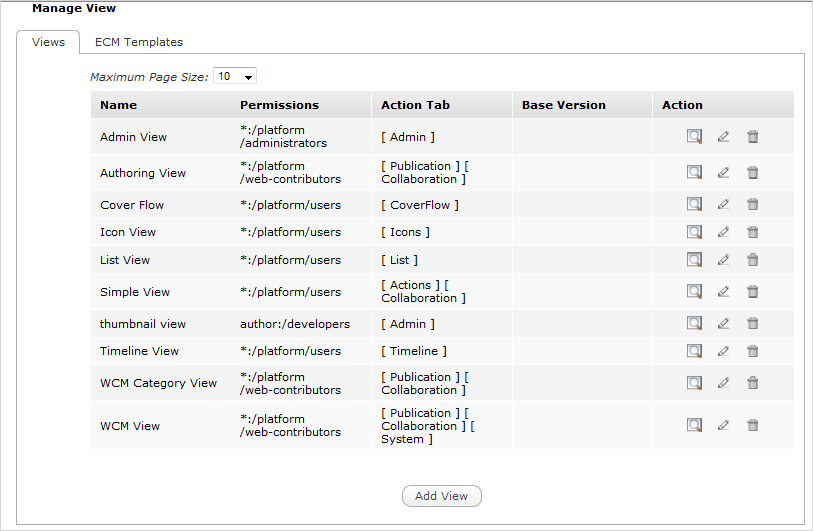 Manage View
Views ECM Templates
Maximum Page Size: 10
Name Permissions Action Tab Base Version Action
Admin View *:/platform /administrators [ Admin ]
Authoring View *:/platform /web-contributors [ Publication ] [ Collaboration ]
Cover Flow *:/platform/users [ CoverFlow ]
Icon View *:/platform/users [ Icons ]
List View *:/platform/users [ List ]
Simple View *:/platform/users [ Actions ] [ Collaboration ]
thumbnail view author:/developers [ Admin ]
Timeline View *:/platform/users [ Timeline ]
WCM Category View *:/platform /web-contributors [ Publication ] [ Collaboration ]
WCM View *:/platform /web-contributors [ Publication ] [ Collaboration ] [ System ]
Add View